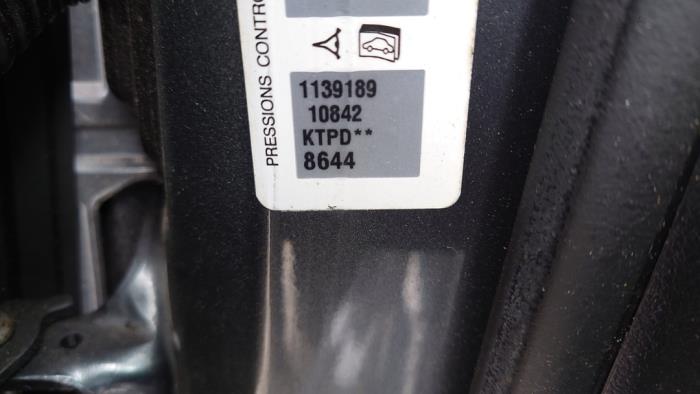 PRESSIONS CONTRO
1139189
10842
KTPD**
8644